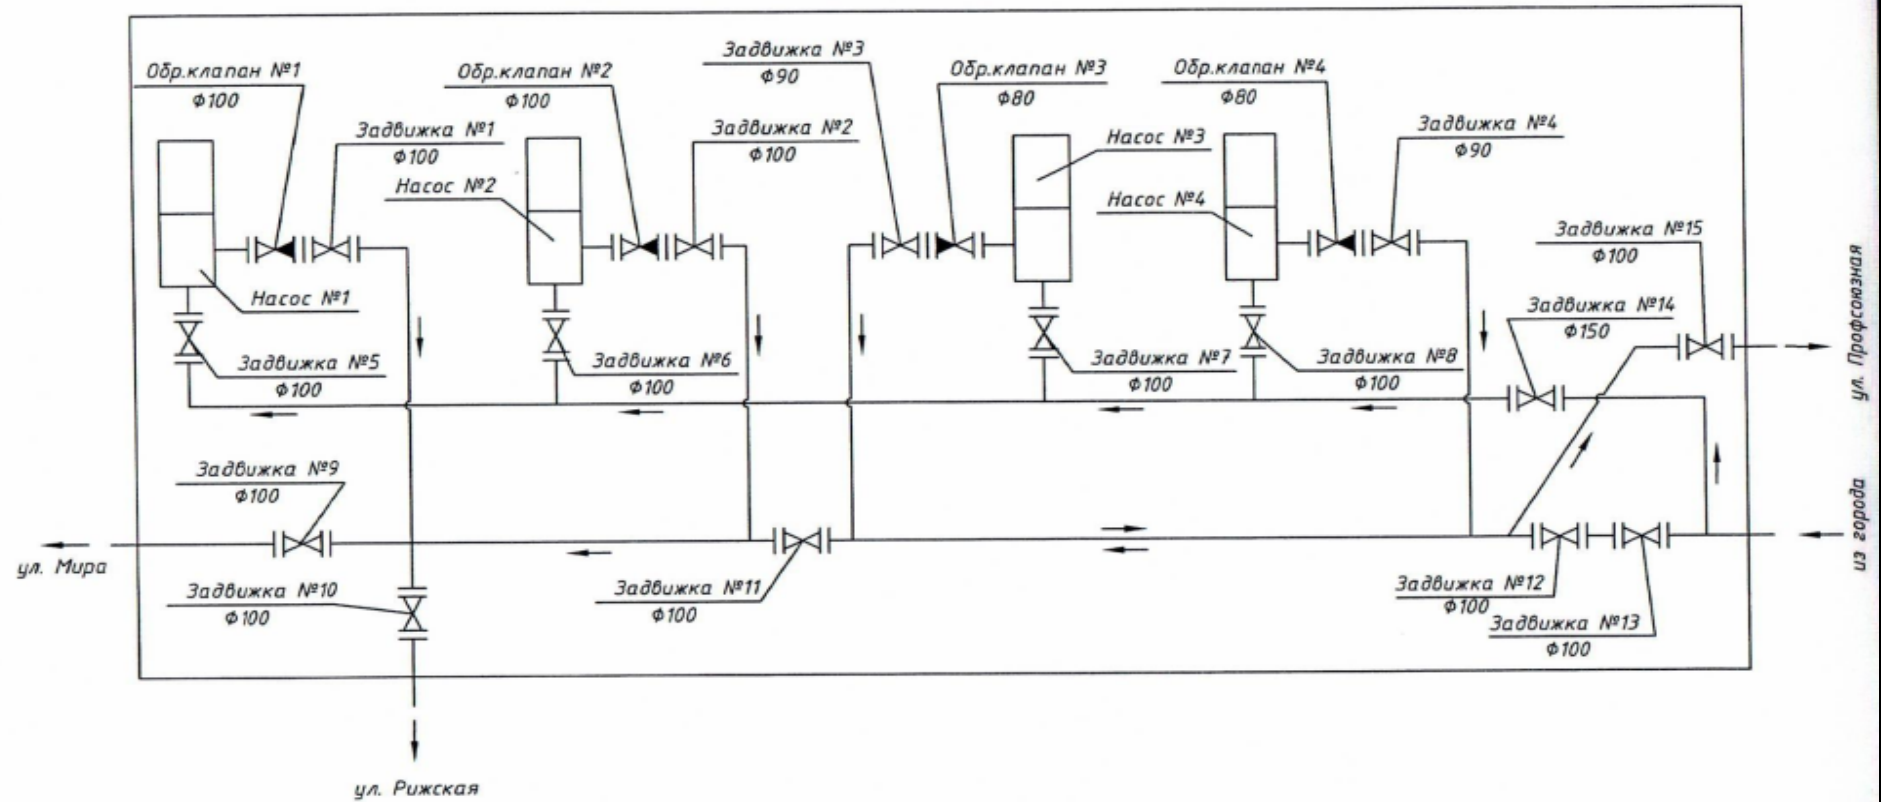 Задвижка №3
Ф90
Обр.клапан №1
Ф100
Обр.клапан №2
Ф100
Обр.клапан №3
Ф80
Обр.клапан №4
Ф80
Задвижка №1
Ф100
Задвижка №2
Ф100
Задвижка №4
Ф90
Насос №3
Насос №2
Насос №4
Задвижка №15
Ф100
Насос №1
Задвижка №14
Ф150
Задвижка №5
Ф100
Задвижка №6
Ф100
Задвижка №7
Ф100
Задвижка №8
Ф100
ул. Профсоюзная
Задвижка №9
Ф100
из города
ул. Мира
Задвижка №10
Ф100
Задвижка №11
Ф100
Задвижка №12
Ф100
Задвижка №13
Ф100
ул. Рижская